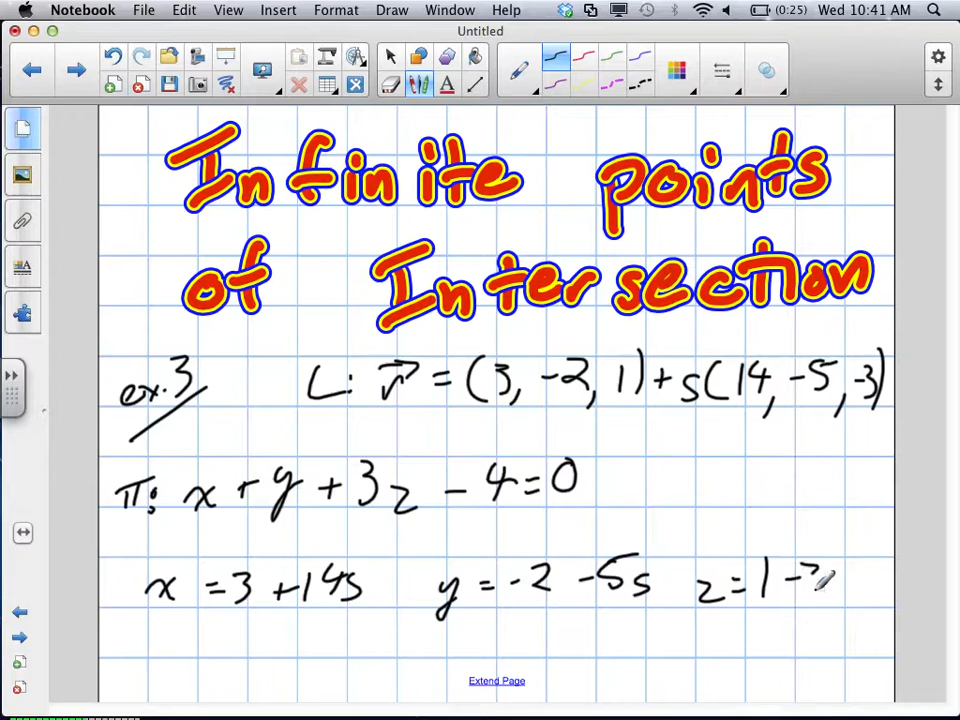 Notebook File Edit View Insert Format Draw Window Help (0:25) Wed 10:41 AM
Untitled
Infinite points
of Intersection
ex.3 L: r⃗ = (3, -2, 1) + s(14, -5, -3)
π: x + y + 3z - 4 = 0
x = 3 + 14s y = -2 - 5s z = 1 -
Extend Page